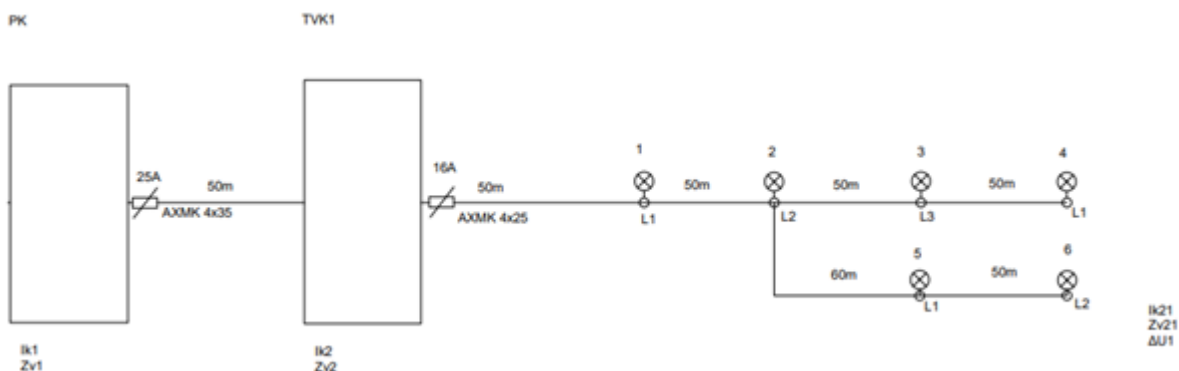 PK
TVK1
25A
50m
AXMK 4x35
16A
50m
AXMK 4x25
1
2
3
4
50m
50m
50m
L1
L2
L3
L1
5
6
60m
50m
L1
L2
Ik1
Zv1
Ik2
Zv2
Ik21
Zv21
ΔU1